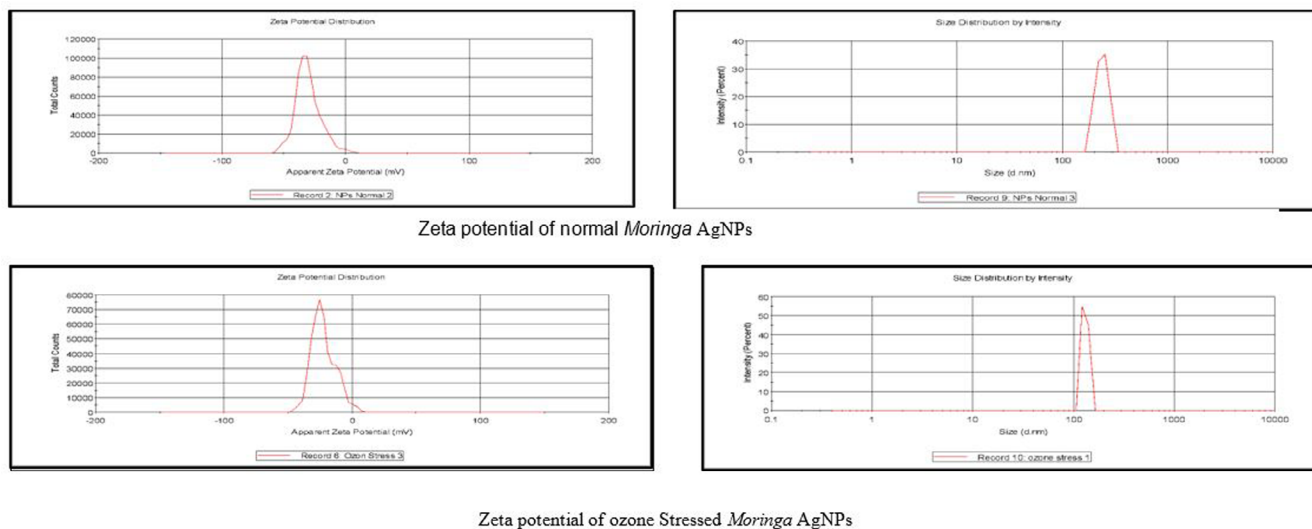 Zeta Potential Distribution
120000
100000
80000
60000
40000
20000
0
-200
-100
0
100
200
Total Counts
Apparent Zeta Potential (mV)
Record 2: NPs Normal 2
Size Distribution by Intensity
40
30
20
10
0
0.1
1
10
100
1000
10000
Intensity (Percent)
Size (d.nm)
Record 9: NPs Normal 3
Zeta potential of normal Moringa AgNPs
Zeta Potential Distribution
80000
70000
60000
50000
40000
30000
20000
10000
0
-200
-100
0
100
200
Total Counts
Apparent Zeta Potential (mV)
Record 6: Ozon Stress 3
Size Distribution by Intensity
60
50
40
30
20
10
0
0.1
1
10
100
1000
10000
Intensity (Percent)
Size (d.nm)
Record 10: ozone stress 1
Zeta potential of ozone Stressed Moringa AgNPs